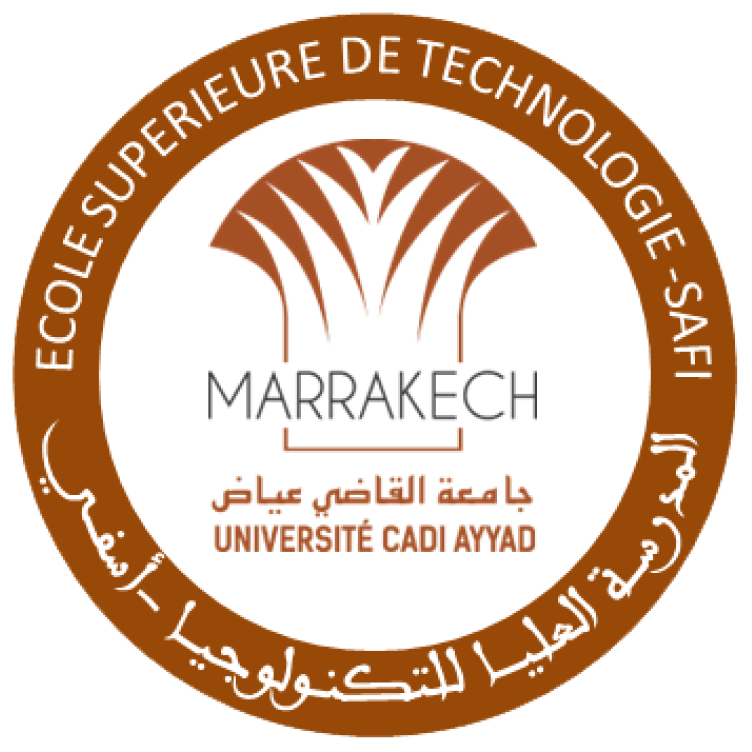 ECOLE SUPERIEURE DE TECHNOLOGIE -SAFI
MARRAKECH
جامعة القاضي عياض
UNIVERSITÉ CADI AYYAD
المدرسة العليا للتكنولوجيا -أسفي